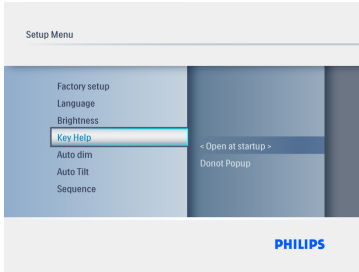 Setup Menu
Factory setup
Language
Brightness
Key Help
Auto dim
Auto Tilt
Sequence
< Open at startup >
Donot Popup
PHILIPS